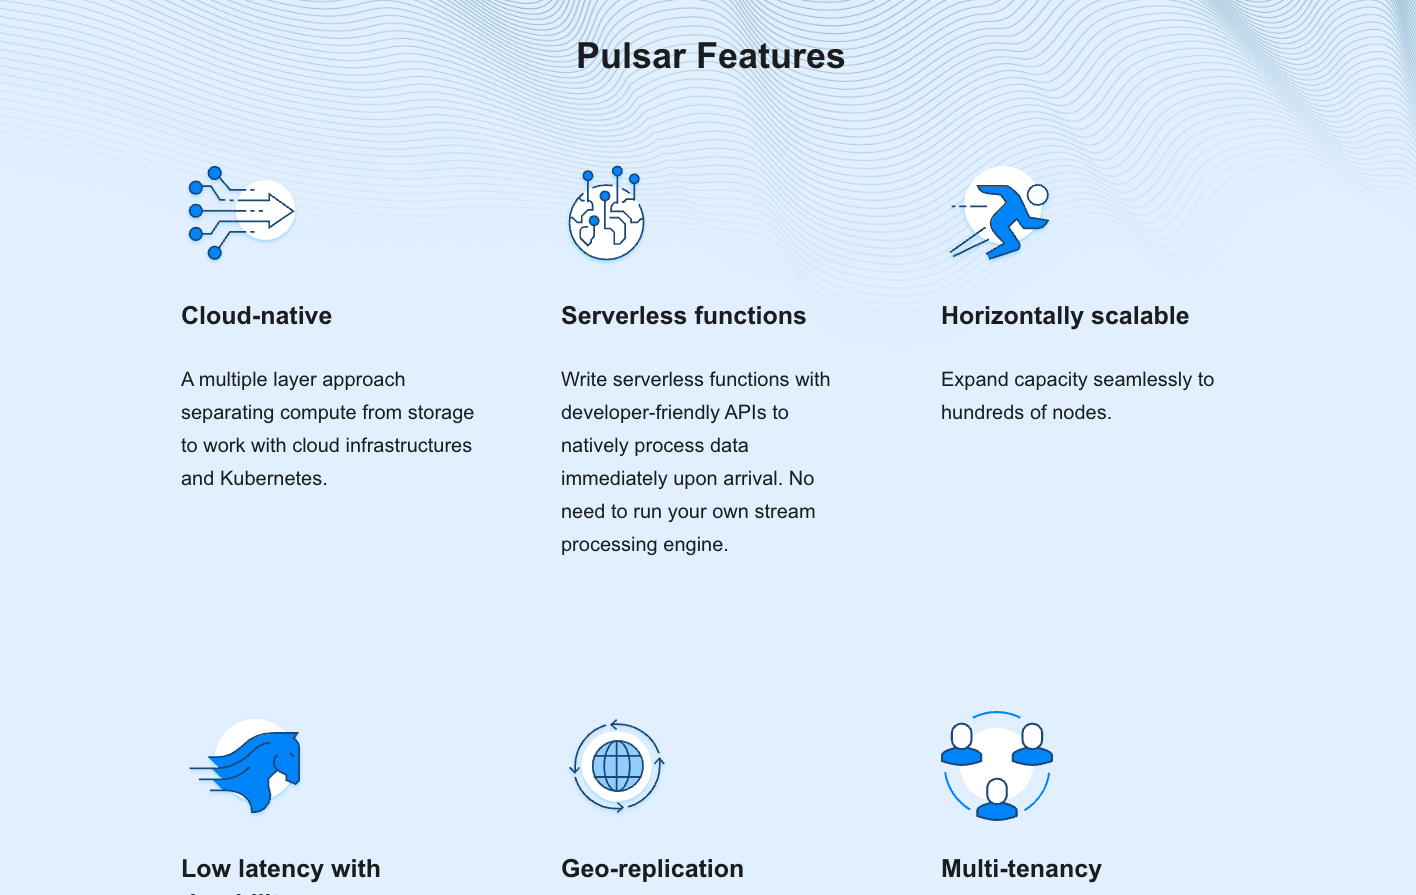 Pulsar Features
Cloud-native
A multiple layer approach
separating compute from storage
to work with cloud infrastructures
and Kubernetes.
Serverless functions
Write serverless functions with
developer-friendly APIs to
natively process data
immediately upon arrival. No
need to run your own stream
processing engine.
Horizontally scalable
Expand capacity seamlessly to
hundreds of nodes.
Low latency with
Geo-replication
Multi-tenancy